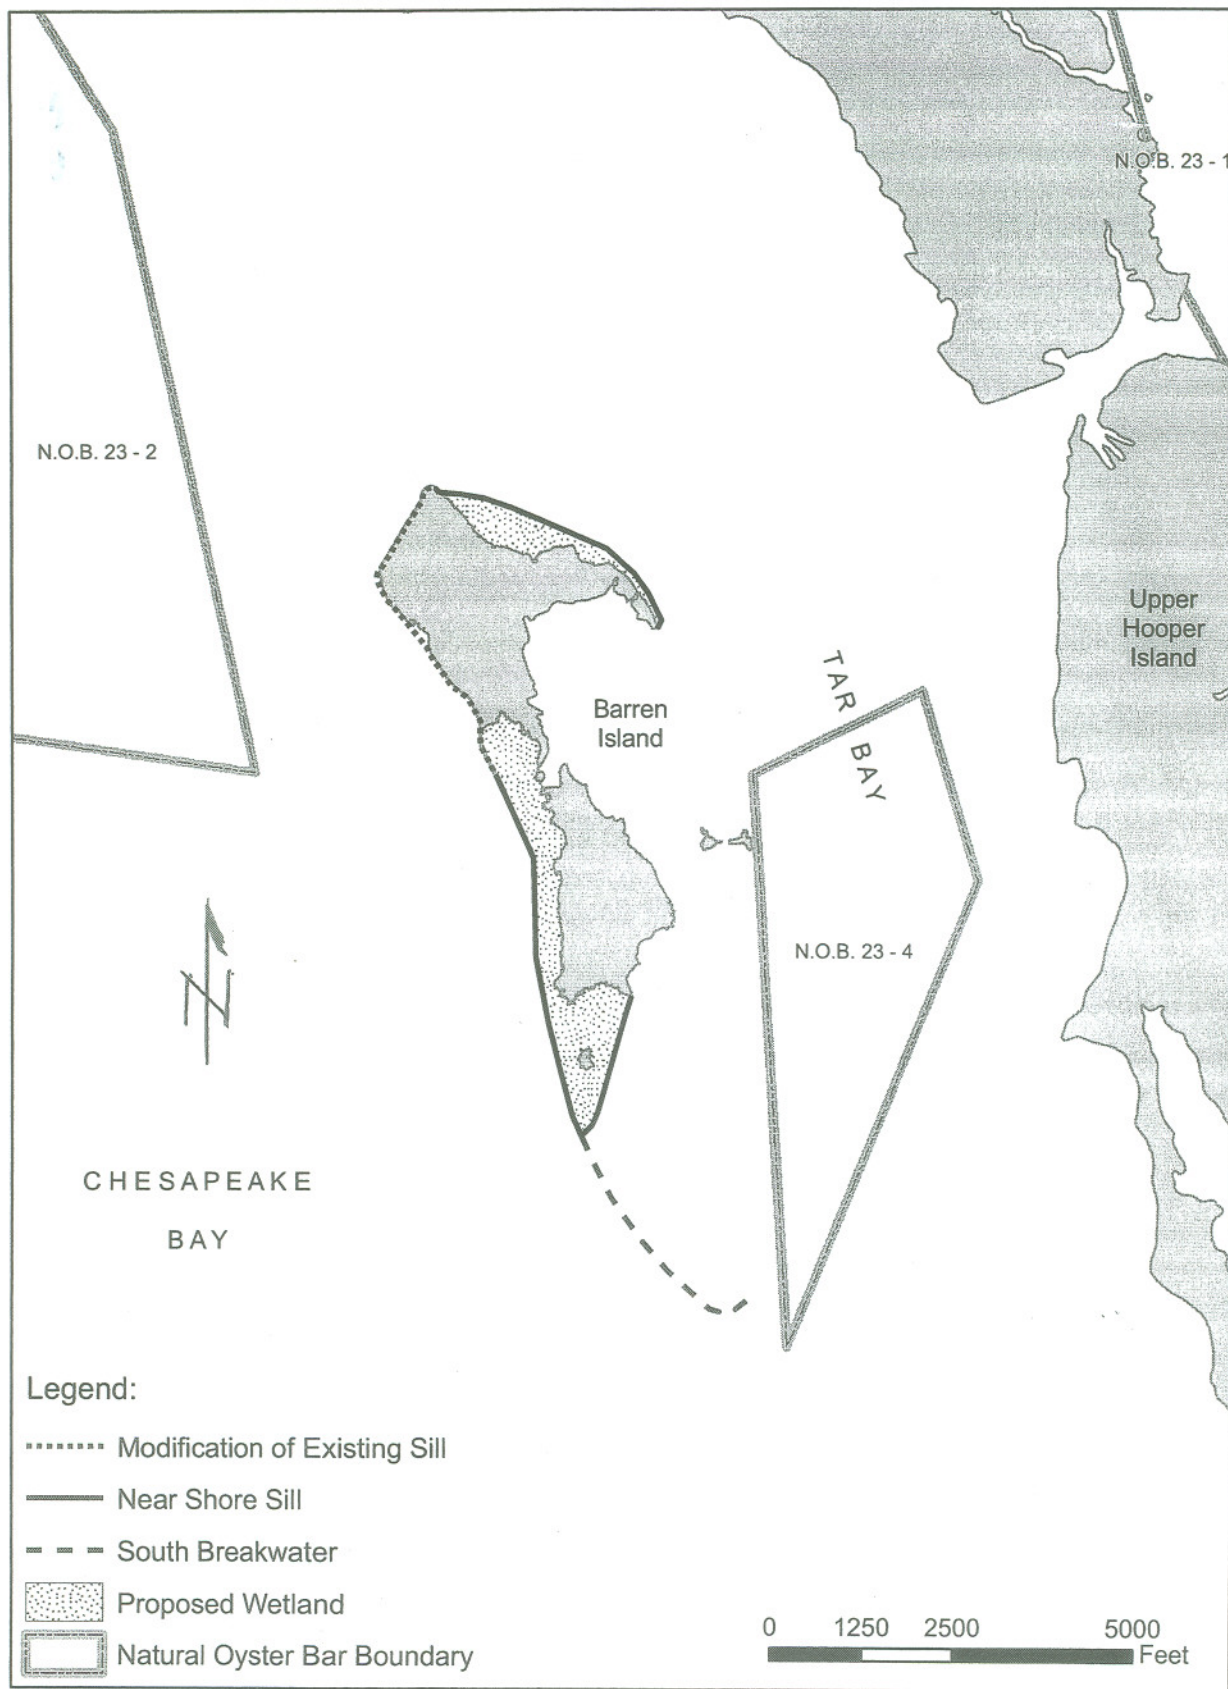 N.O.B. 23 - 1
N.O.B. 23 - 2
Upper
Hooper
Island
TAR BAY
Barren
Island
N.O.B. 23 - 4
N
CHESAPEAKE
BAY
Legend:
Modification of Existing Sill
Near Shore Sill
South Breakwater
Proposed Wetland
Natural Oyster Bar Boundary
0 1250 2500 5000
Feet